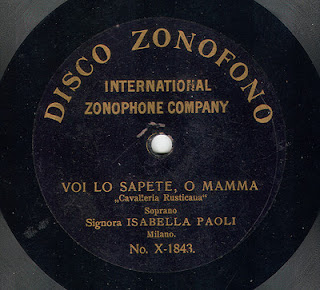 DISCO ZONOFONO
INTERNATIONAL
ZONOPHONE COMPANY
VOI LO SAPETE, O MAMMA
„Cavalleria Rusticana"
Soprano
Signora ISABELLA PAOLI
Milano.
No. X-1843.